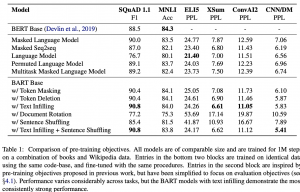 Model SQuAD 1.1 MNLI ELI5 XSum ConvAI2 CNN/DM
F1 Acc PPL PPL PPL PPL
BERT Base (Devlin et al., 2019) 88.5 84.3 - - - -
Masked Language Model 90.0 83.5 24.77 7.87 12.59 7.06
Masked Seq2seq 87.0 82.1 23.40 6.80 11.43 6.19
Language Model 76.7 80.1 21.40 7.00 11.51 6.56
Permuted Language Model 89.1 83.7 24.03 7.69 12.23 6.96
Multitask Masked Language Model 89.2 82.4 23.73 7.50 12.39 6.74
BART Base
w/ Token Masking 90.4 84.1 25.05 7.08 11.73 6.10
w/ Token Deletion 90.4 84.1 24.61 6.90 11.46 5.87
w/ Text Infilling 90.8 84.0 24.26 6.61 11.05 5.83
w/ Document Rotation 77.2 75.3 53.69 17.14 19.87 10.59
w/ Sentence Shuffling 85.4 81.5 41.87 10.93 16.67 7.89
w/ Text Infilling + Sentence Shuffling 90.8 83.8 24.17 6.62 11.12 5.41
Table 1: Comparison of pre-training objectives. All models are of comparable size and are trained for 1M steps
on a combination of books and Wikipedia data. Entries in the bottom two blocks are trained on identical data
using the same code-base, and fine-tuned with the same procedures. Entries in the second block are inspired by
pre-training objectives proposed in previous work, but have been simplified to focus on evaluation objectives (see
§4.1). Performance varies considerably across tasks, but the BART models with text infilling demonstrate the most
consistently strong performance.